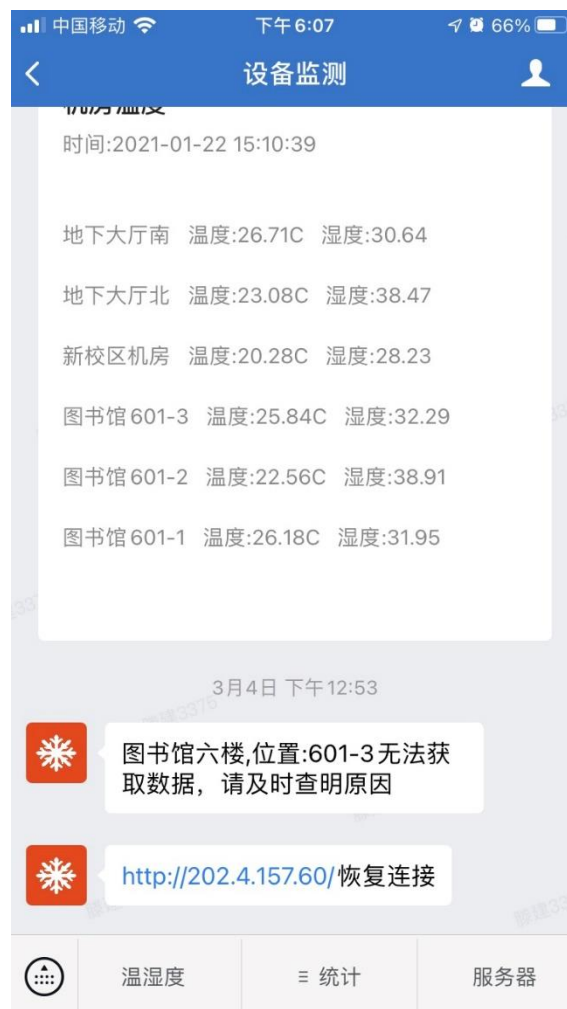 中国移动 下午6:07 66%
设备监测
机房温度
时间:2021-01-22 15:10:39
地下大厅南 温度:26.71C 湿度:30.64
地下大厅北 温度:23.08C 湿度:38.47
新校区机房 温度:20.28C 湿度:28.23
图书馆601-3 温度:25.84C 湿度:32.29
图书馆601-2 温度:22.56C 湿度:38.91
图书馆601-1 温度:26.18C 湿度:31.95
3月4日 下午12:53
图书馆六楼,位置:601-3无法获
取数据，请及时查明原因
http://202.4.157.60/恢复连接
温湿度 ≡ 统计 服务器